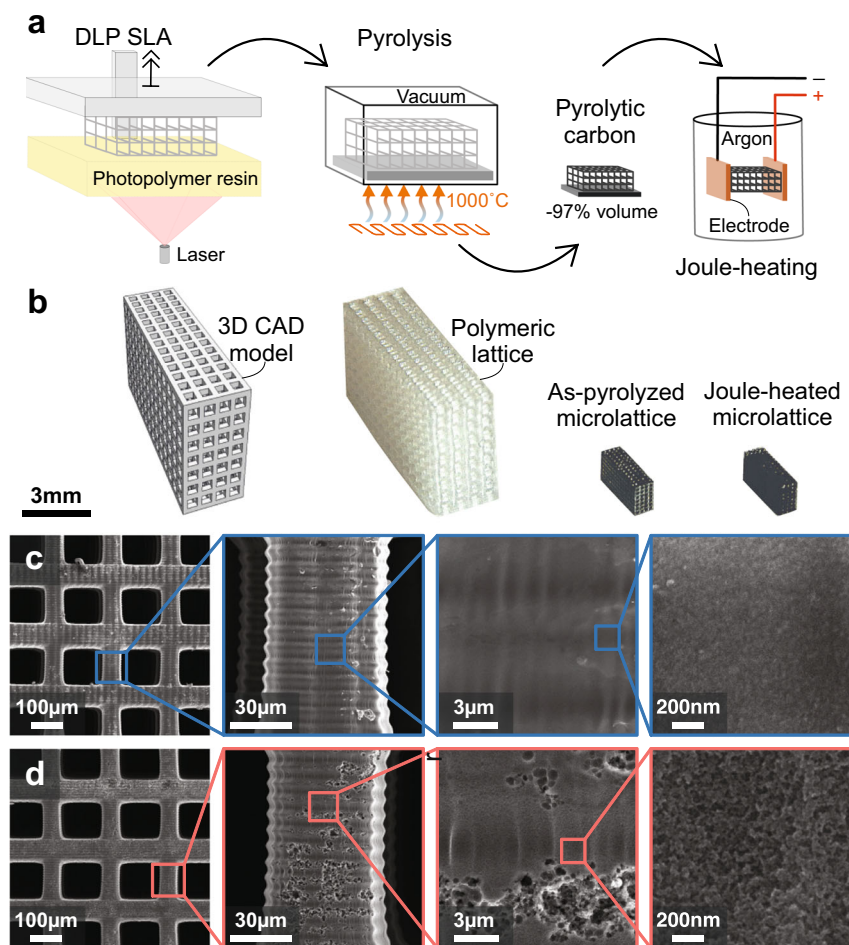 a
DLP SLA
Photopolymer resin
Laser
Pyrolysis
Vacuum
1000°C
Pyrolytic
carbon
-97% volume
−
+
Argon
Electrode
Joule-heating
b
3D CAD
model
Polymeric
lattice
As-pyrolyzed
microlattice
Joule-heated
microlattice
3mm
c
100µm
30µm
3µm
200nm
d
100µm
30µm
3µm
200nm